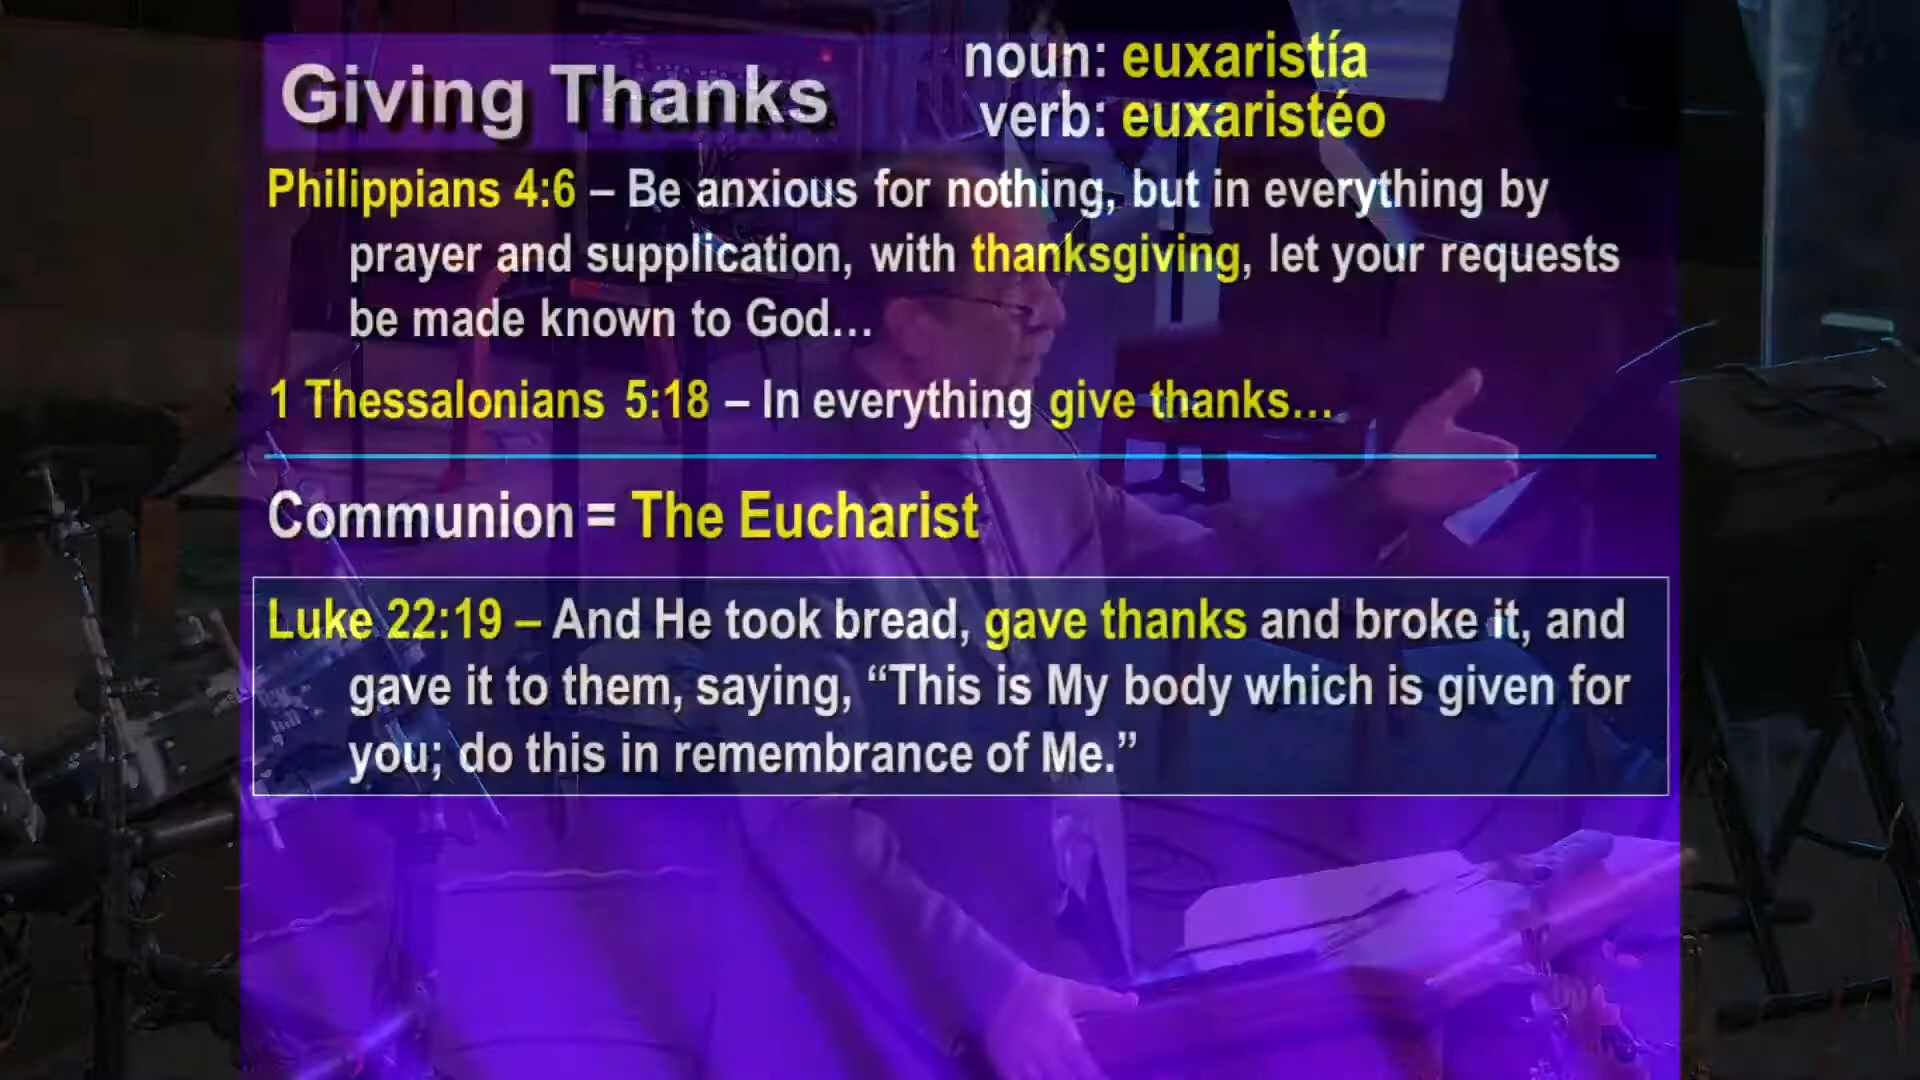 Giving Thanks
noun: euxaristía
verb: euxaristéo
Philippians 4:6 – Be anxious for nothing, but in everything by
prayer and supplication, with thanksgiving, let your requests
be made known to God…
1 Thessalonians 5:18 – In everything give thanks…
Communion = The Eucharist
Luke 22:19 – And He took bread, gave thanks and broke it, and
gave it to them, saying, “This is My body which is given for
you; do this in remembrance of Me.”